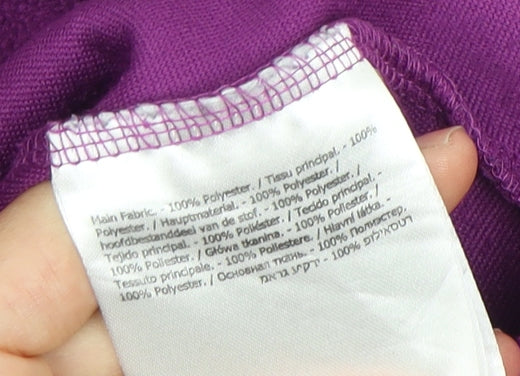 Main Fabric. - 100% Polyester. / Tissu principal. - 100%
Polyester. / Hauptmaterial. - 100% Polyester. /
hoofdbestanddeel van de stof. - 100% Polyester. /
Tejido principal. - 100% Poliéster. / Tecido principal. -
100% Poliester. / Główna tkanina. - 100% Poliester. /
Tessuto principale. - 100% Poliestere. / Hlavní látka. -
100% Polyester. / Основная ткань. - 100% Полиэстер.